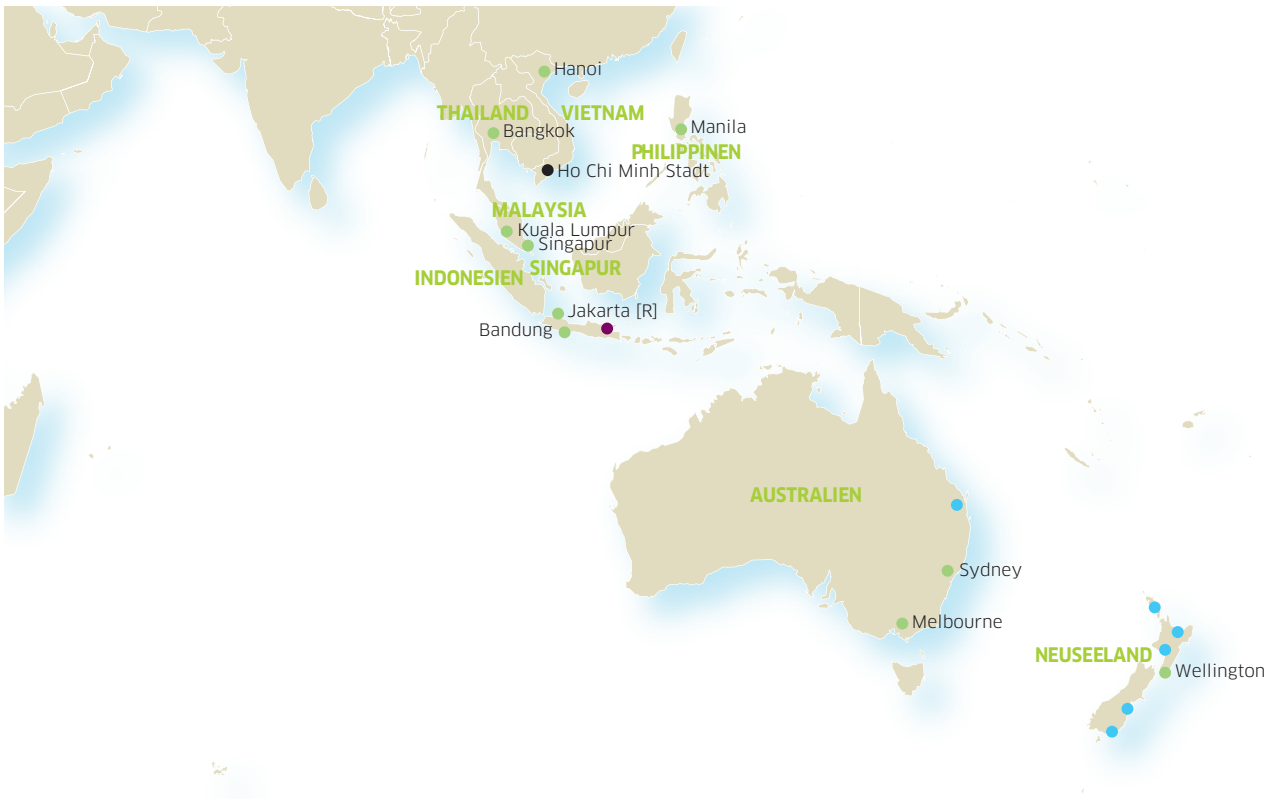 Hanoi
THAILAND
VIETNAM
Bangkok
Manila
PHILIPPINEN
Ho Chi Minh Stadt
MALAYSIA
Kuala Lumpur
Singapur
SINGAPUR
INDONESIEN
Jakarta [R]
Bandung
AUSTRALIEN
Sydney
Melbourne
NEUSEELAND
Wellington